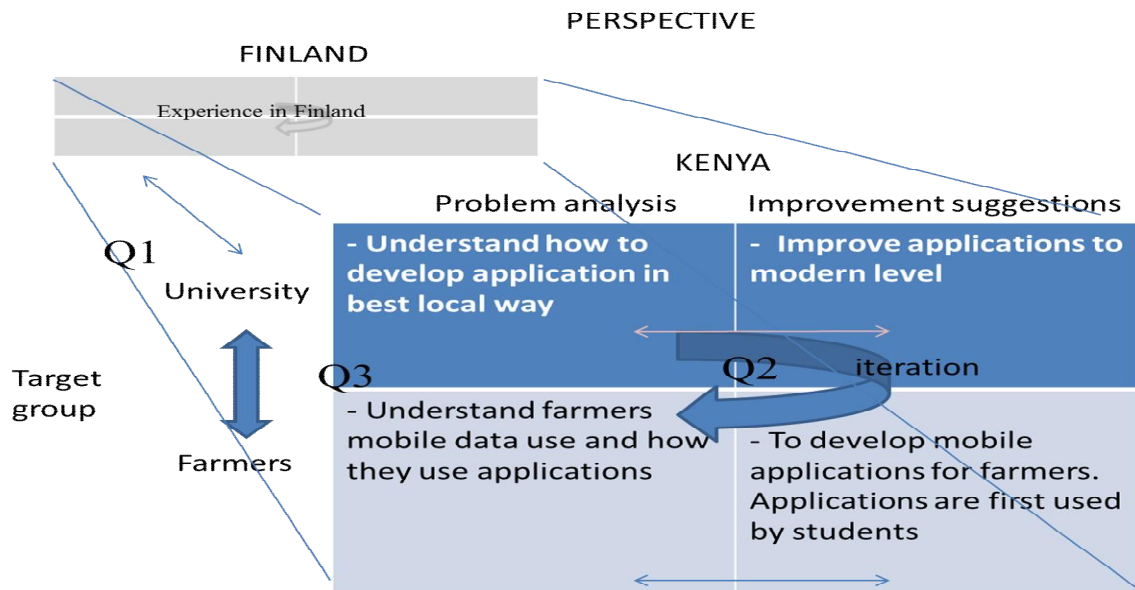 PERSPECTIVE
FINLAND
Experience in Finland
KENYA
Problem analysis
Improvement suggestions
- Understand how to
develop application in
best local way
- Improve applications to
modern level
Q1
University
Target
group
Q3
Q2
iteration
Farmers
- Understand farmers
mobile data use and how
they use applications
- To develop mobile
applications for farmers.
Applications are first used
by students